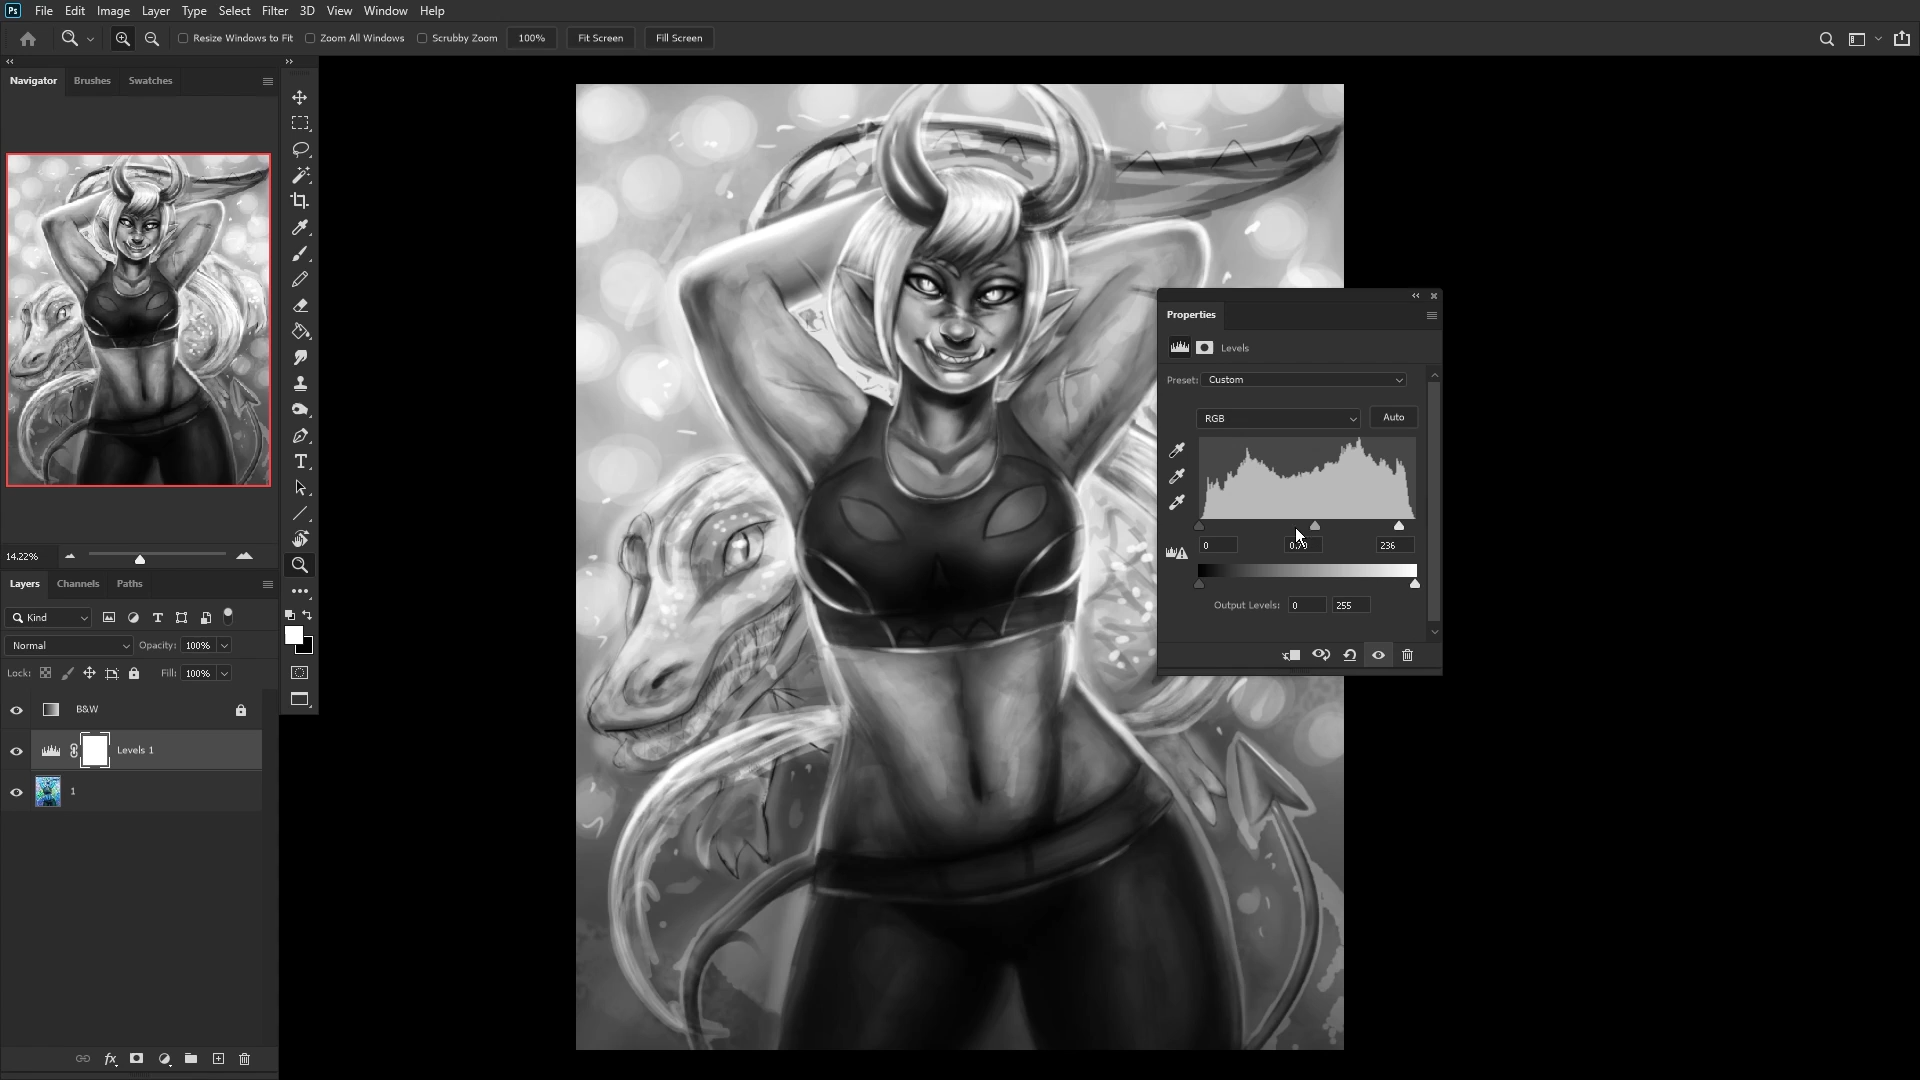 Ps File Edit Image Layer Type Select Filter 3D View Window Help
Resize Windows to Fit Zoom All Windows Scrubby Zoom 100% Fit Screen Fill Screen
Navigator Brushes Swatches
14.22%
Layers Channels Paths
Kind
Normal Opacity: 100%
Lock: Fill: 100%
B&W
Levels 1
1
fx
T
Properties
Levels
Preset: Custom
RGB Auto
0 236
Output Levels: 0 255